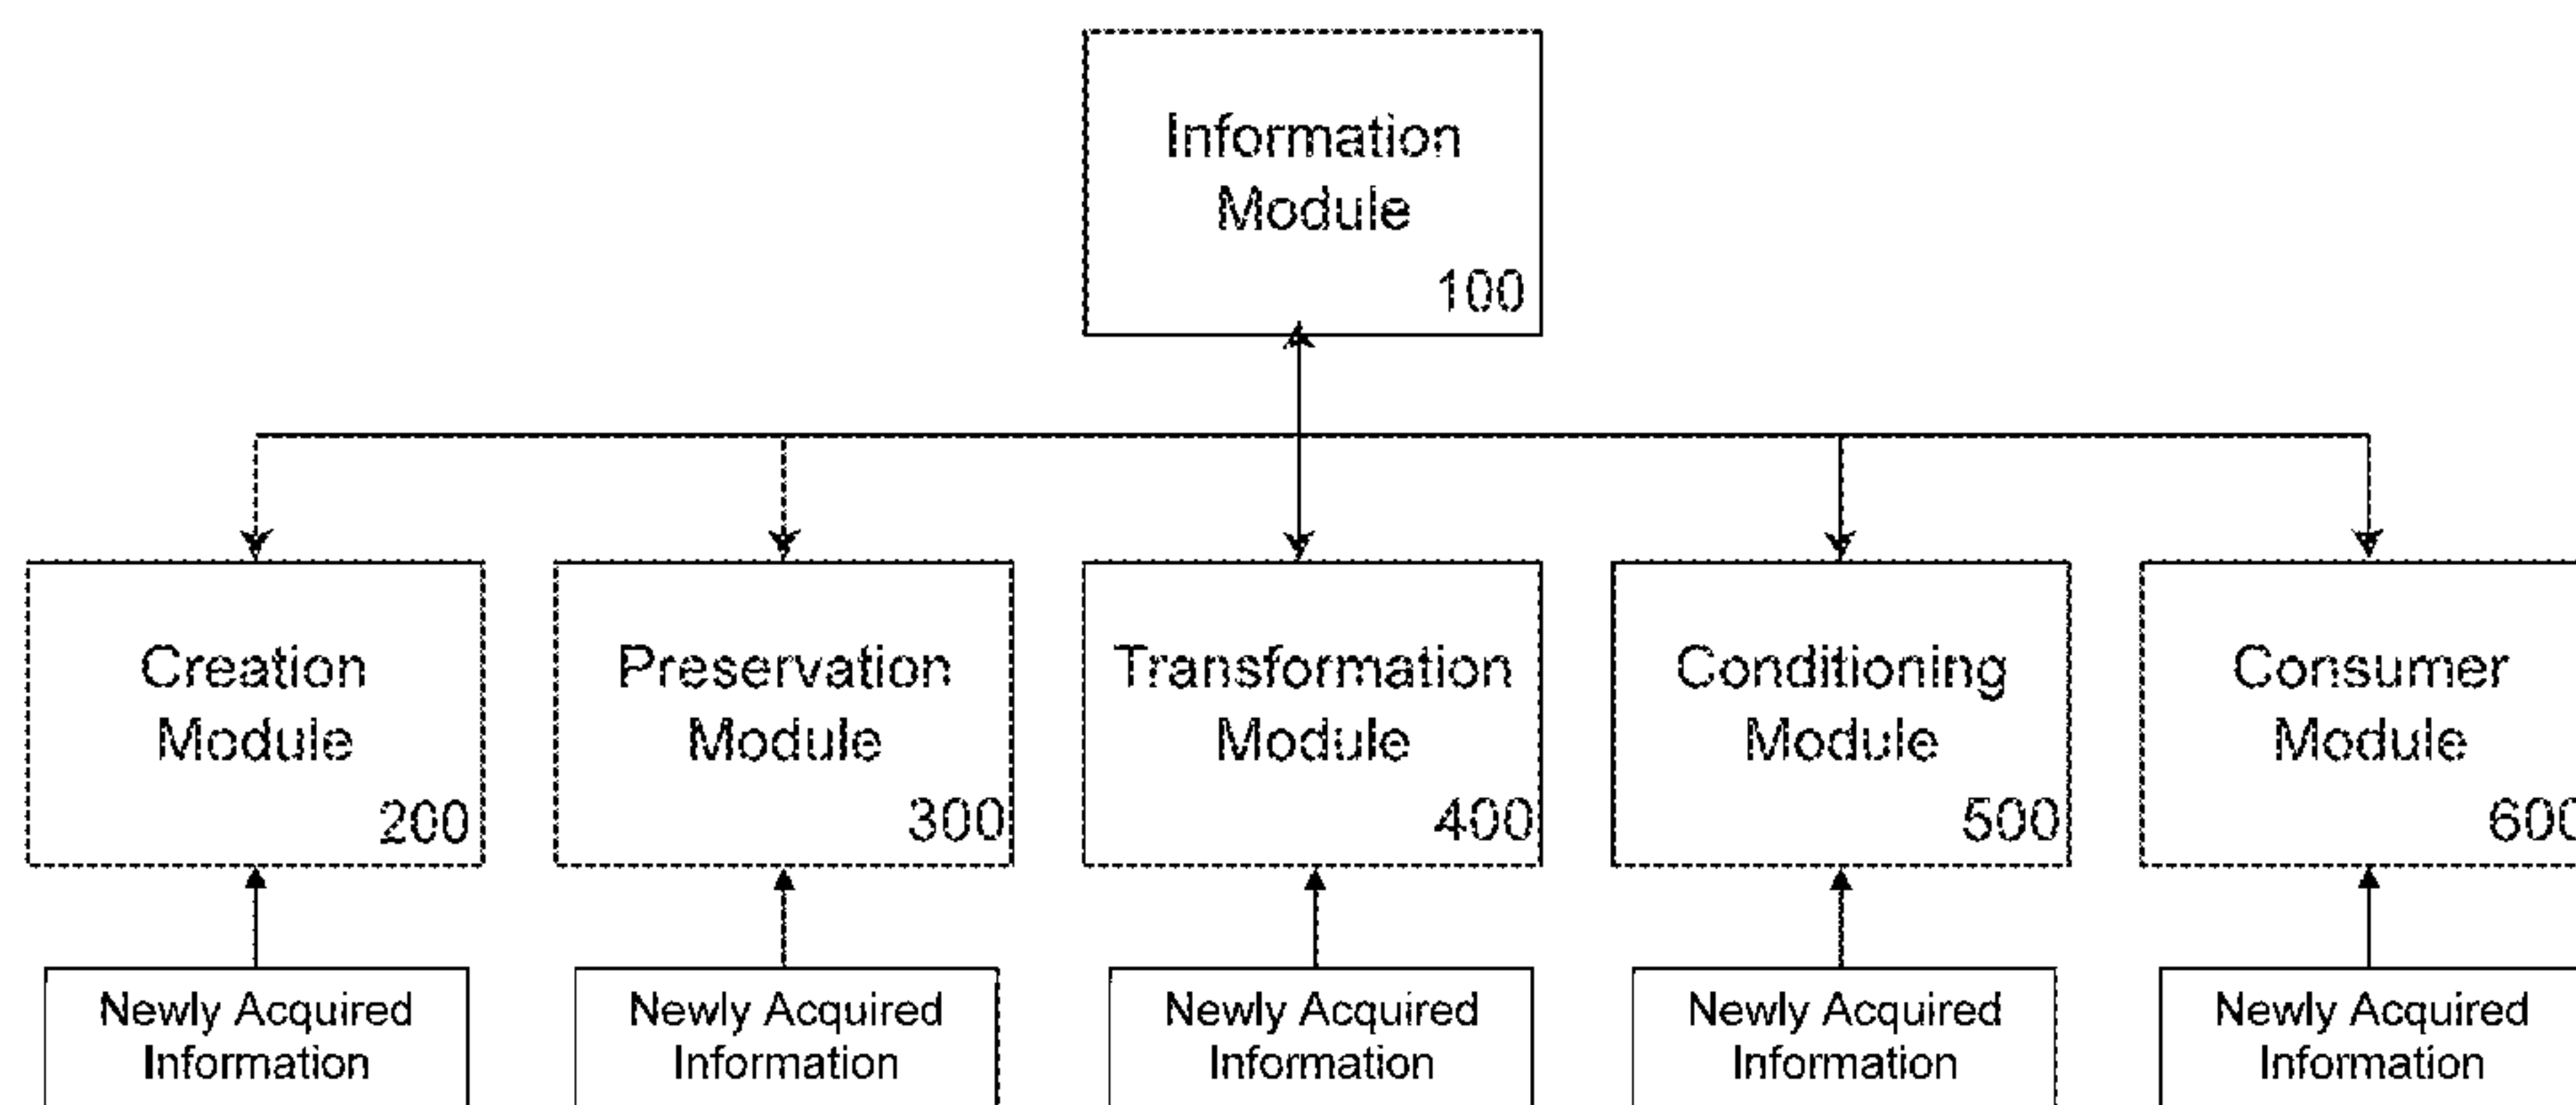 Information
Module
100
Creation
Module
200
Preservation
Module
300
Transformation
Module
400
Conditioning
Module
500
Consumer
Module
600
Newly Acquired
Information
Newly Acquired
Information
Newly Acquired
Information
Newly Acquired
Information
Newly Acquired
Information